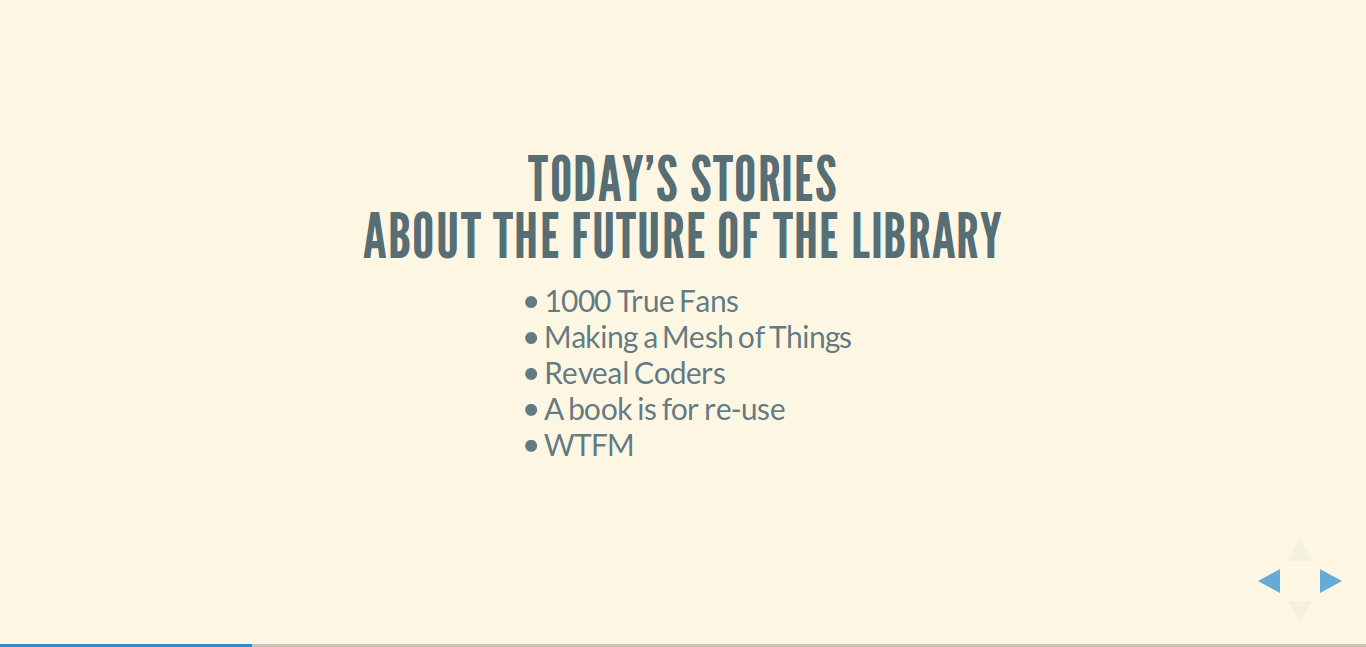 TODAY’S STORIES
ABOUT THE FUTURE OF THE LIBRARY
• 1000 True Fans
• Making a Mesh of Things
• Reveal Coders
• A book is for re-use
• WTFM